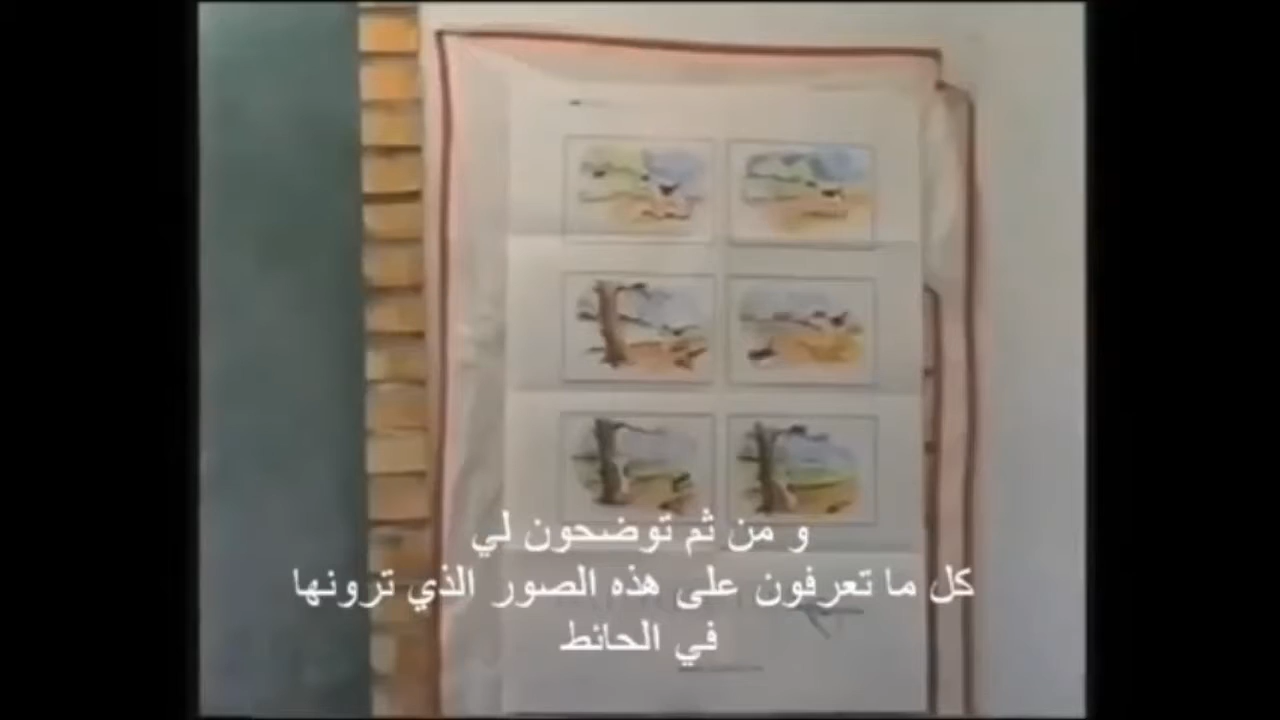 و من ثم توضحون لي
كل ما تعرفون على هذه الصور الذي ترونها
في الحائط